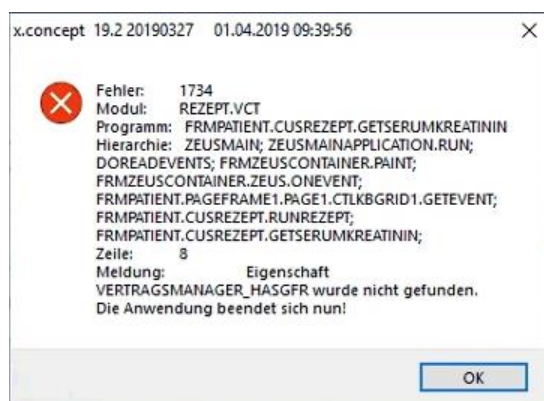 x.concept 19.2 20190327 01.04.2019 09:39:56
Fehler: 1734
Modul: REZEPT.VCT
Programm: FRMPATIENT.CUSREZEPT.GETSERUMKREATININ
Hierarchie: ZEUSMAIN; ZEUSMAINAPPLICATION.RUN;
DOREADEVENTS; FRMZEUSCONTAINER.PAINT;
FRMZEUSCONTAINER.ZEUS.ONEVENT;
FRMPATIENT.PAGEFRAME1.PAGE1.CTLKBGRID1.GETEVENT;
FRMPATIENT.CUSREZEPT.RUNREZEPT;
FRMPATIENT.CUSREZEPT.GETSERUMKREATININ;
Zeile: 8
Meldung: Eigenschaft
VERTRAGSMANAGER_HASGFR wurde nicht gefunden.
Die Anwendung beendet sich nun!
OK